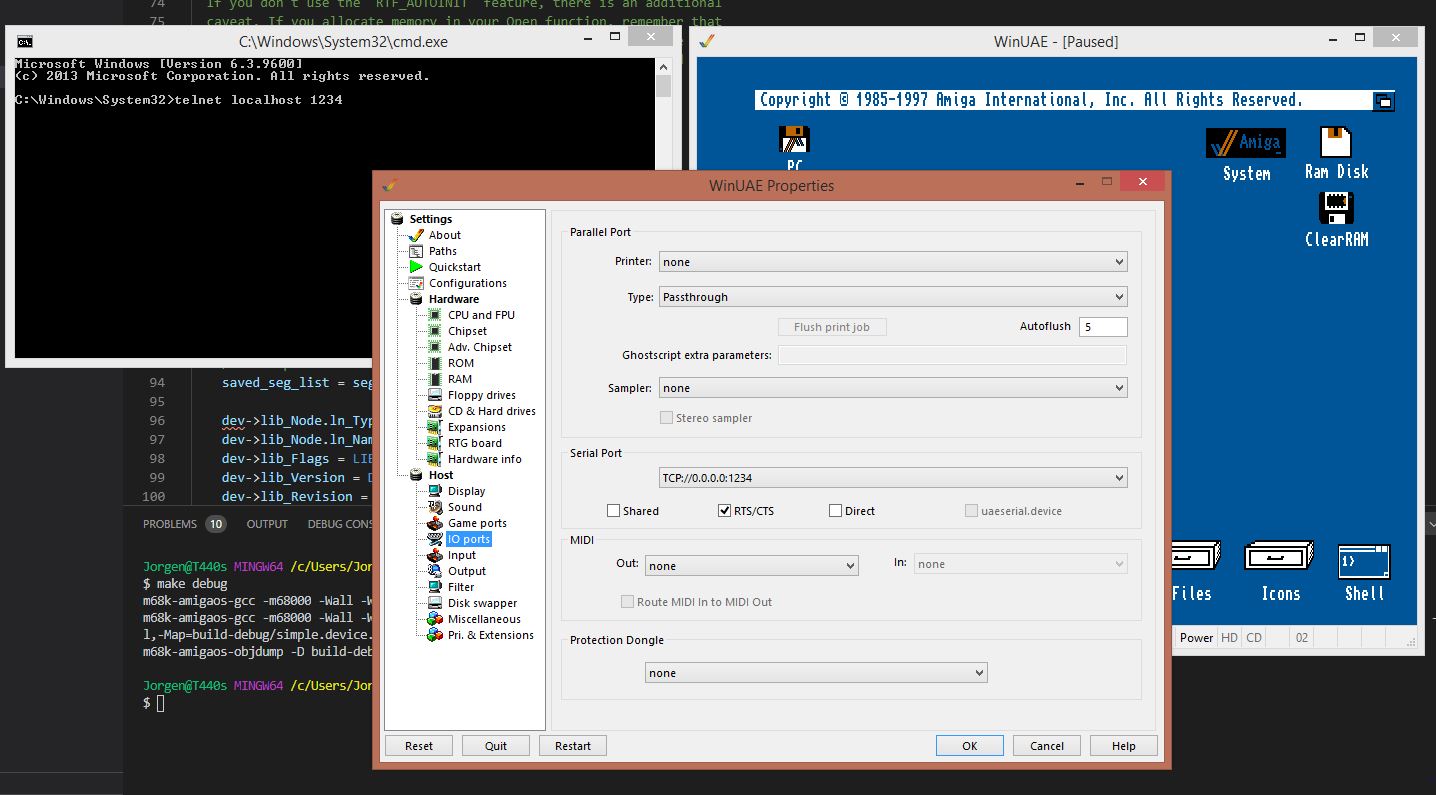 74 If you don't use the "RTF_AUTOINIT" feature, there is an additional
75 caveat. If you allocate memory in your Open function, remember that
C:\Windows\System32\cmd.exe
Microsoft Windows [Version 6.3.9600]
(c) 2013 Microsoft Corporation. All rights reserved.
C:\Windows\System32>telnet localhost 1234
WinUAE - [Paused]
Copyright © 1985-1997 Amiga International, Inc. All Rights Reserved.
PC
Amiga
System
Ram Disk
ClearRAM
Files
Icons
1>
Shell
Power HD CD 02
WinUAE Properties
Settings
About
Paths
Quickstart
Configurations
Hardware
CPU and FPU
Chipset
Adv. Chipset
ROM
RAM
Floppy drives
CD & Hard drives
Expansions
RTG board
Hardware info
Host
Display
Sound
Game ports
IO ports
Input
Output
Filter
Disk swapper
Miscellaneous
Pri. & Extensions
Parallel Port
Printer: none
Type: Passthrough
Flush print job Autoflush 5
Ghostscript extra parameters:
Sampler: none
Stereo sampler
Serial Port
TCP://0.0.0.0:1234
Shared RTS/CTS Direct uaeserial.device
MIDI
Out: none In: none
Route MIDI In to MIDI Out
Protection Dongle
none
Reset Quit Restart OK Cancel Help
94 saved_seg_list = seg
95
96 dev->lib_Node.ln_Typ
97 dev->lib_Node.ln_Nam
98 dev->lib_Flags = LIB
99 dev->lib_Version = D
100 dev->lib_Revision =
PROBLEMS 10 OUTPUT DEBUG CONS
Jorgen@T440s MINGW64 /c/Users/Jor
$ make debug
m68k-amigaos-gcc -m68000 -Wall -W
m68k-amigaos-gcc -m68000 -Wall -W
l,-Map=build-debug/simple.device.
m68k-amigaos-objdump -D build-deb
Jorgen@T440s MINGW64 /c/Users/Jor
$